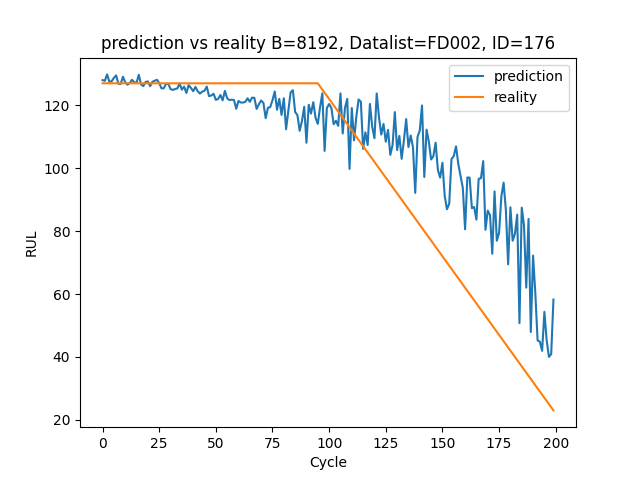 prediction vs reality B=8192, Datalist=FD002, ID=176
prediction
reality
120
100
80
60
40
20
RUL
0 25 50 75 100 125 150 175 200
Cycle